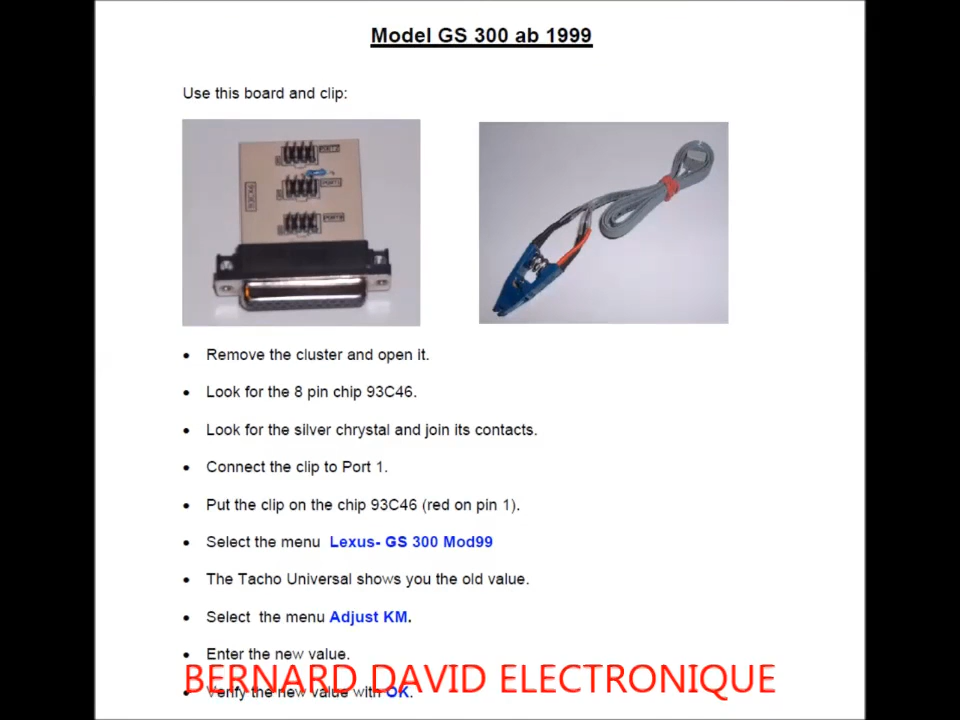 Model GS 300 ab 1999
Use this board and clip:
93C46
• Remove the cluster and open it.
• Look for the 8 pin chip 93C46.
• Look for the silver chrystal and join its contacts.
• Connect the clip to Port 1.
• Put the clip on the chip 93C46 (red on pin 1).
• Select the menu Lexus- GS 300 Mod99
• The Tacho Universal shows you the old value.
• Select the menu Adjust KM.
• Enter the new value.
• Verify the new value with OK.
BERNARD DAVID ELECTRONIQUE